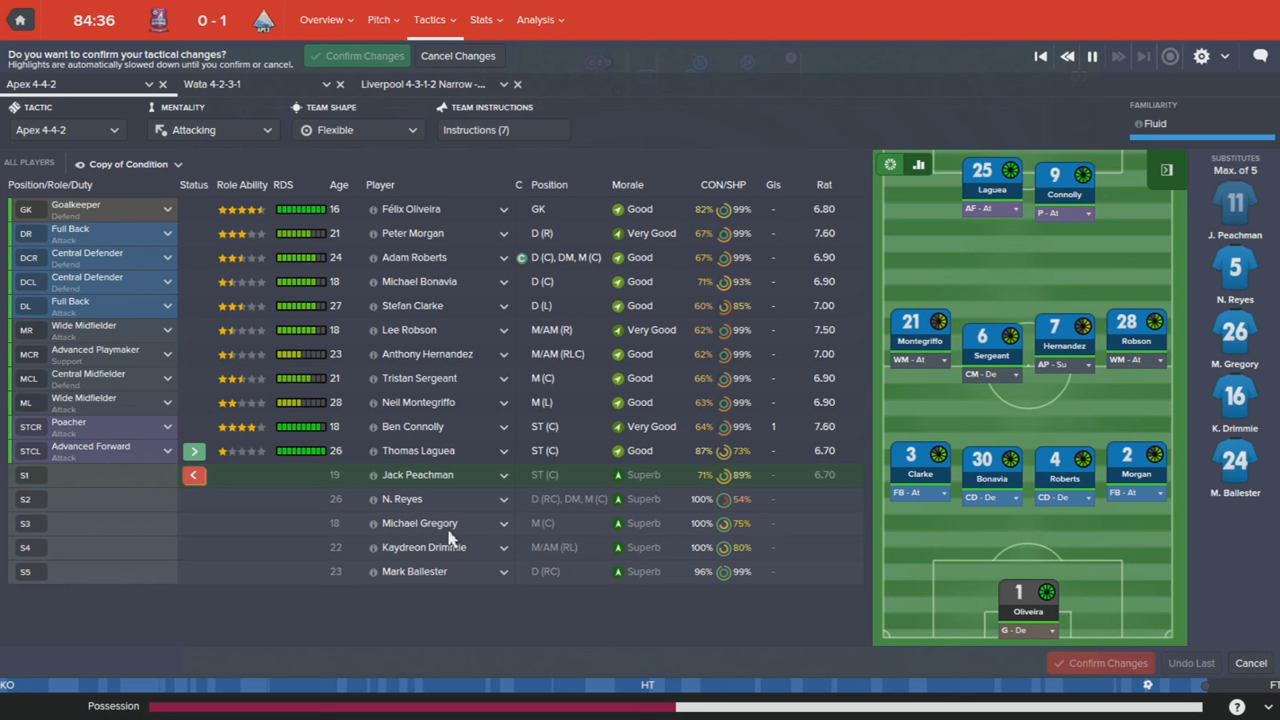 84:36 0 - 1 APEX Overview Pitch Tactics Stats Analysis
Do you want to confirm your tactical changes?
Highlights are automatically slowed down until you confirm or cancel.
Confirm Changes Cancel Changes
Apex 4-4-2 Wata 4-2-3-1 Liverpool 4-3-1-2 Narrow -...
TACTIC MENTALITY TEAM SHAPE TEAM INSTRUCTIONS FAMILIARITY
Apex 4-4-2 Attacking Flexible Instructions (7) Fluid
ALL PLAYERS Copy of Condition
Position/Role/Duty Status Role Ability RDS Age Player C Position Morale CON/SHP Gls Rat
GK Goalkeeper Defend 16 Félix Oliveira GK Good 82% 99% - 6.80
DR Full Back Attack 21 Peter Morgan D (R) Very Good 67% 99% - 7.60
DCR Central Defender Defend 24 Adam Roberts C D (C), DM, M (C) Good 67% 99% - 6.90
DCL Central Defender Defend 18 Michael Bonavia D (C) Good 71% 93% - 6.90
DL Full Back Attack 27 Stefan Clarke D (L) Good 60% 85% - 7.00
MR Wide Midfielder Attack 18 Lee Robson M/AM (R) Very Good 62% 99% - 7.50
MCR Advanced Playmaker Support 23 Anthony Hernandez M/AM (RLC) Good 62% 99% - 7.00
MCL Central Midfielder Defend 21 Tristan Sergeant M (C) Good 66% 99% - 6.90
ML Wide Midfielder Attack 28 Neil Montegriffo M (L) Good 63% 99% - 6.90
STCR Poacher Attack 18 Ben Connolly ST (C) Very Good 64% 99% 1 7.60
STCL Advanced Forward Attack 26 Thomas Laguea ST (C) Good 87% 73% - 6.70
S1 19 Jack Peachman ST (C) Superb 71% 89% - 6.70
S2 26 N. Reyes D (RC), DM, M (C) Superb 100% 54% -
S3 18 Michael Gregory M (C) Superb 100% 75% -
S4 22 Kaydreon Drimmie M/AM (RL) Superb 100% 80% -
S5 23 Mark Ballester D (RC) Superb 96% 99% -
25 Laguea AF - At
9 Connolly P - At
21 Montegriffo WM - At
6 Sergeant CM - De
7 Hernandez AP - Su
28 Robson WM - At
3 Clarke FB - At
30 Bonavia CD - De
4 Roberts CD - De
2 Morgan FB - At
1 Oliveira G - De
SUBSTITUTES
Max. of 5
11 J. Peachman
5 N. Reyes
26 M. Gregory
16 K. Drimmie
24 M. Ballester
Confirm Changes Undo Last Cancel
KO HT FT
Possession ?